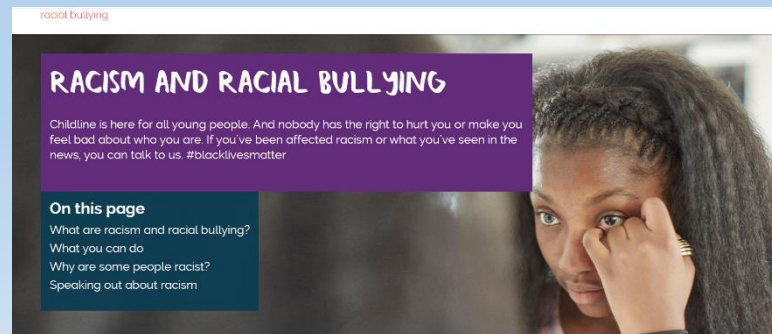 racial bullying
RACISM AND RACIAL BULLYING
Childline is here for all young people. And nobody has the right to hurt you or make you
feel bad about who you are. If you've been affected racism or what you've seen in the
news, you can talk to us. #blacklivesmatter
On this page
What are racism and racial bullying?
What you can do
Why are some people racist?
Speaking out about racism